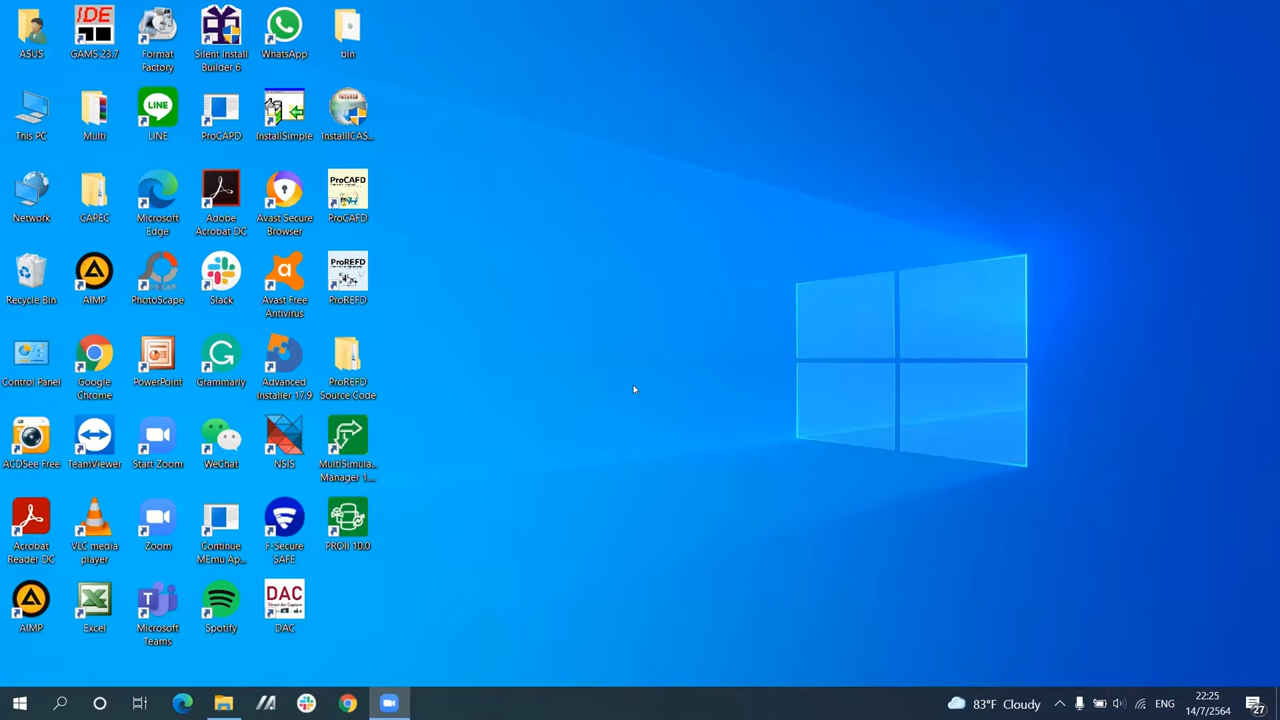 ASUS
GAMS 23.7
Format
Factory
Silent Install
Builder 6
WhatsApp
bin
This PC
Multi
LINE
ProCAPD
InstallSimple
InstallICAS...
Network
CAPEC
Microsoft
Edge
Adobe
Acrobat DC
Avast Secure
Browser
ProCAFD
ProCAFD
Recycle Bin
AIMP
PhotoScape
Slack
Avast Free
Antivirus
ProREFD
ProREFD
Control Panel
Google
Chrome
PowerPoint
Grammarly
Advanced
Installer 17.9
ProREFD
Source Code
ACDSee Free
TeamViewer
Start Zoom
WeChat
NSIS
MultiSimula...
Manager 1....
Acrobat
Reader DC
VLC media
player
Zoom
Continue
MEmu Ap...
F-Secure
SAFE
PROII 10.0
AIMP
Excel
Microsoft
Teams
Spotify
DAC
Direct Air Capture
DAC
IDE
LINE
83°F Cloudy
ENG
22:25
14/7/2564
27